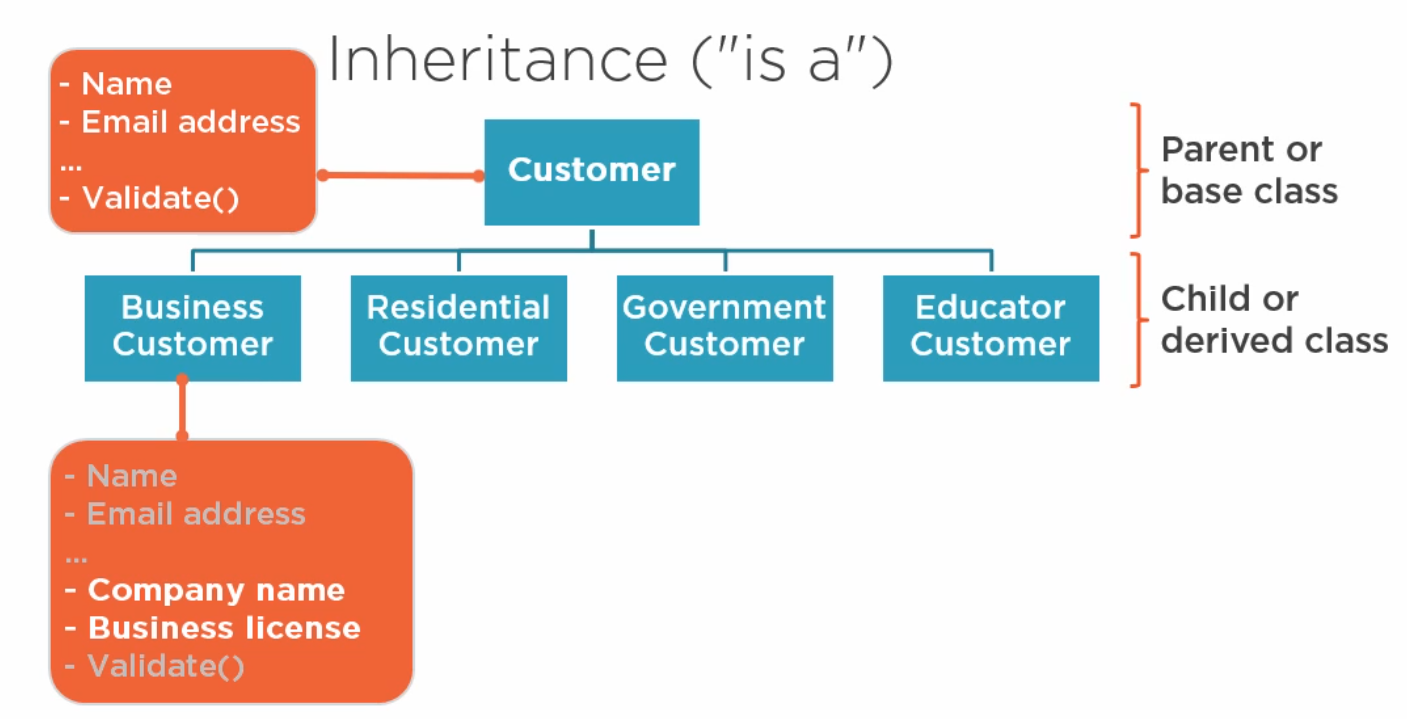 Inheritance ("is a")
- Name
- Email address
...
- Validate()
Customer
Parent or
base class
Business
Customer
Residential
Customer
Government
Customer
Educator
Customer
Child or
derived class
- Name
- Email address
...
- Company name
- Business license
- Validate()